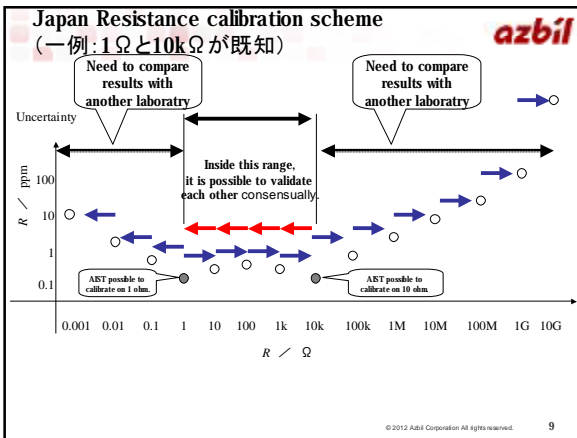 Japan Resistance calibration scheme
(一例:1Ωと10kΩが既知)
azbil
Need to compare
results with
another laboratry
Need to compare
results with
another laboratry
Uncertainty
Inside this range,
it is possible to validate
each other consensually.
R / ppm
100
10
1
0.1
AIST possible to
calibrate on 1 ohm.
AIST possible to
calibrate on 10 ohm.
0.001 0.01 0.1 1 10 100 1k 10k 100k 1M 10M 100M 1G 10G
R / Ω
© 2012 Azbil Corporation All rights reserved. 9